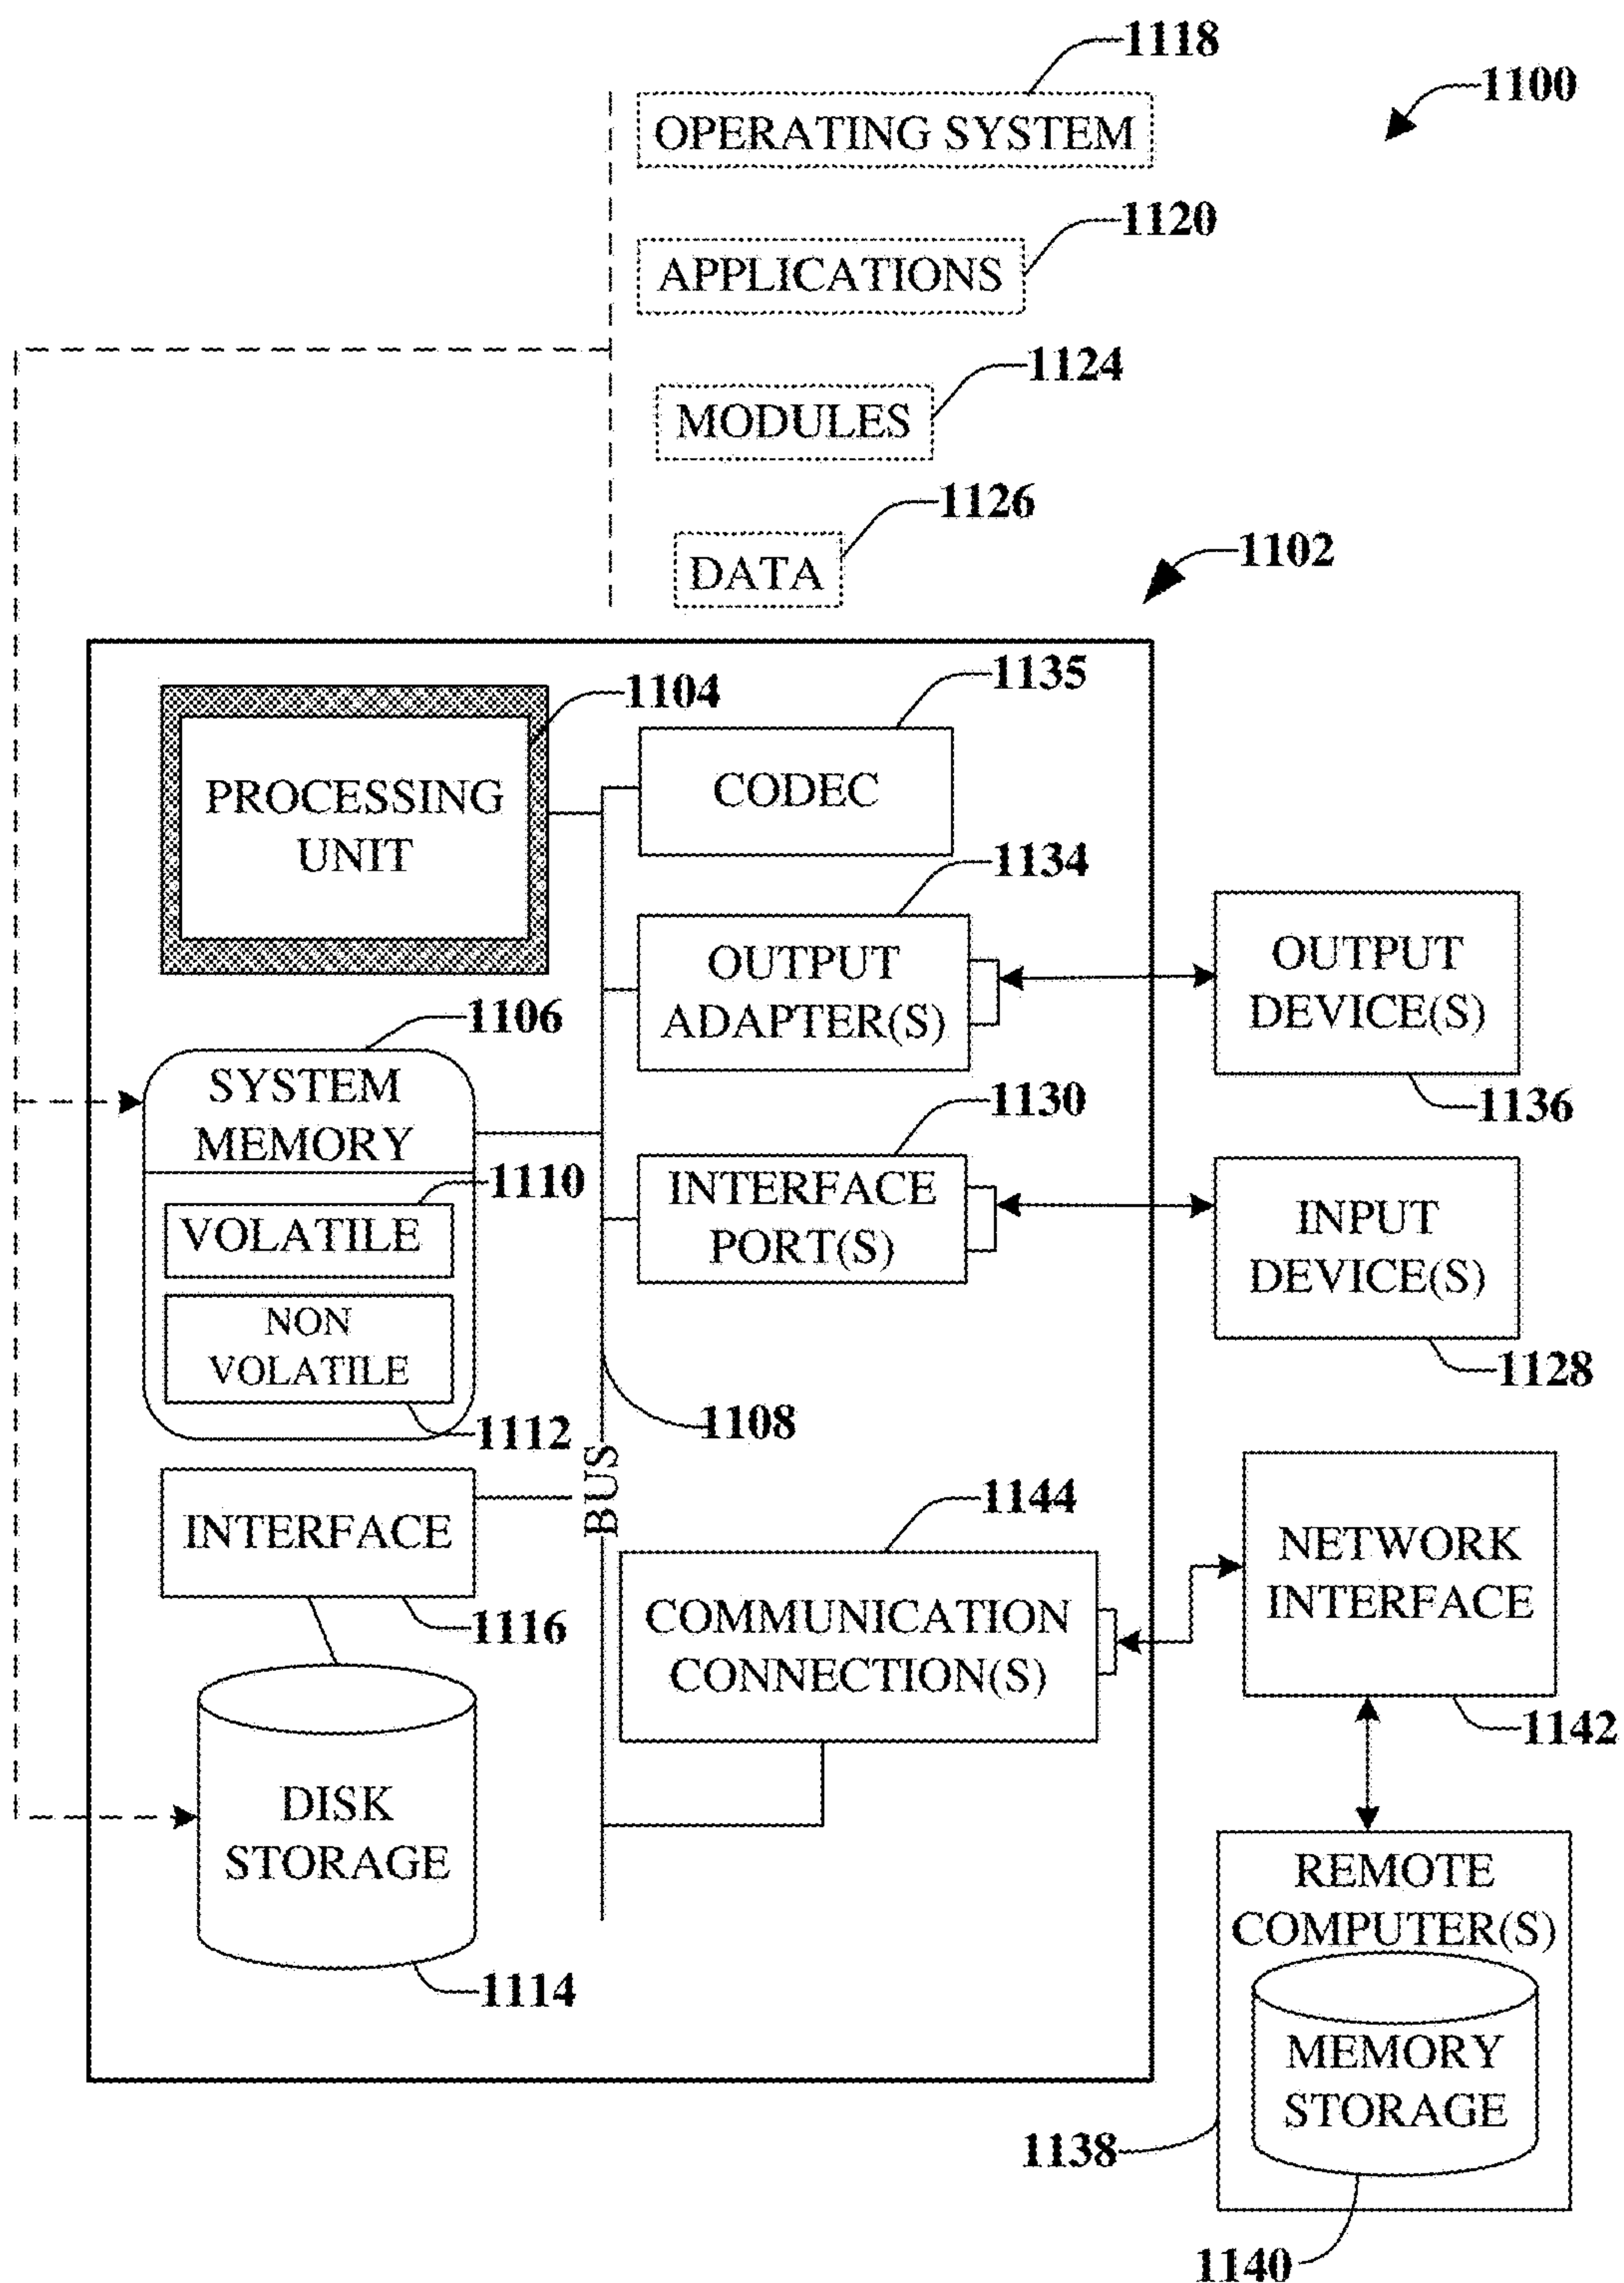 1118
1100
OPERATING SYSTEM
1120
APPLICATIONS
1124
MODULES
1126
DATA
1102
1104
PROCESSING
UNIT
1135
CODEC
1134
OUTPUT
ADAPTER(S)
OUTPUT
DEVICE(S)
1136
1106
SYSTEM
MEMORY
1110
VOLATILE
NON
VOLATILE
1112
1130
INTERFACE
PORT(S)
INPUT
DEVICE(S)
1128
1108
BUS
INTERFACE
1116
1144
COMMUNICATION
CONNECTION(S)
NETWORK
INTERFACE
1142
DISK
STORAGE
1114
REMOTE
COMPUTER(S)
MEMORY
STORAGE
1138
1140